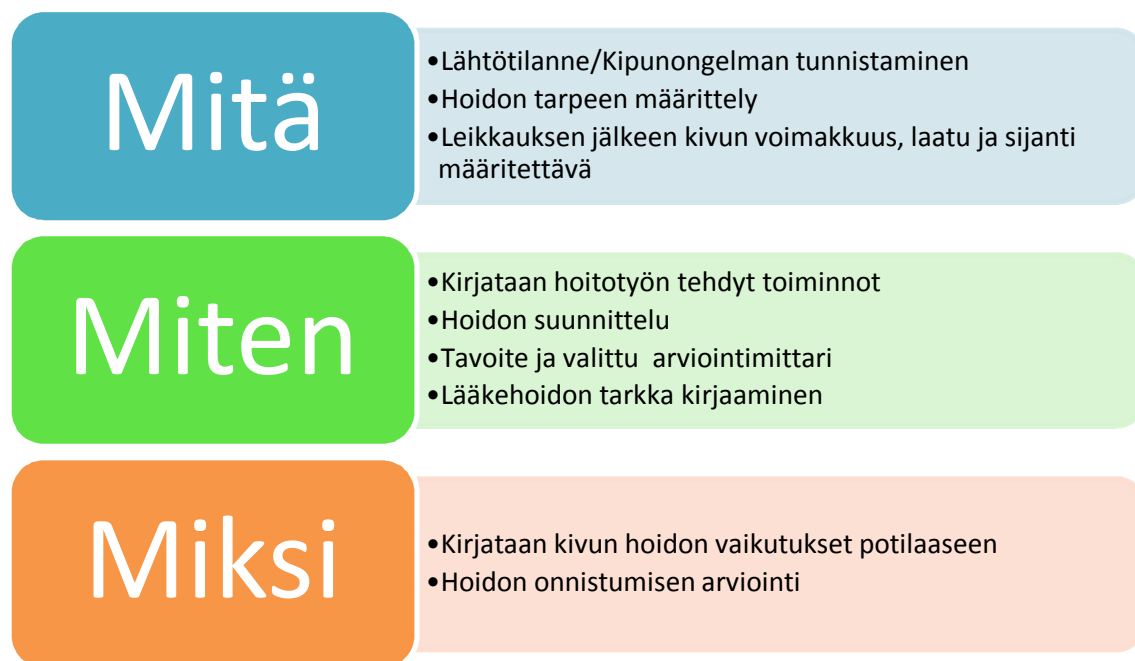 Mitä
•Lähtötilanne/Kipunongelman tunnistaminen
•Hoidon tarpeen määrittely
•Leikkauksen jälkeen kivun voimakkuus, laatu ja sijanti
määritettävä
Miten
•Kirjataan hoitotyön tehdyt toiminnot
•Hoidon suunnittelu
•Tavoite ja valittu arviointimittari
•Lääkehoidon tarkka kirjaaminen
Miksi
•Kirjataan kivun hoidon vaikutukset potilaaseen
•Hoidon onnistumisen arviointi